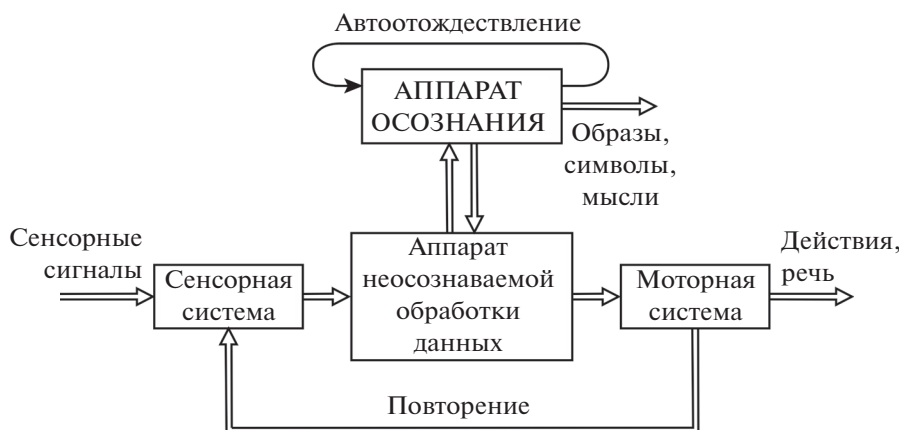 Автоотождествление
АППАРАТ
ОСОЗНАНИЯ
Образы,
символы,
мысли
Сенсорные
сигналы
Сенсорная
система
Аппарат
неосознаваемой
обработки
данных
Моторная
система
Действия,
речь
Повторение